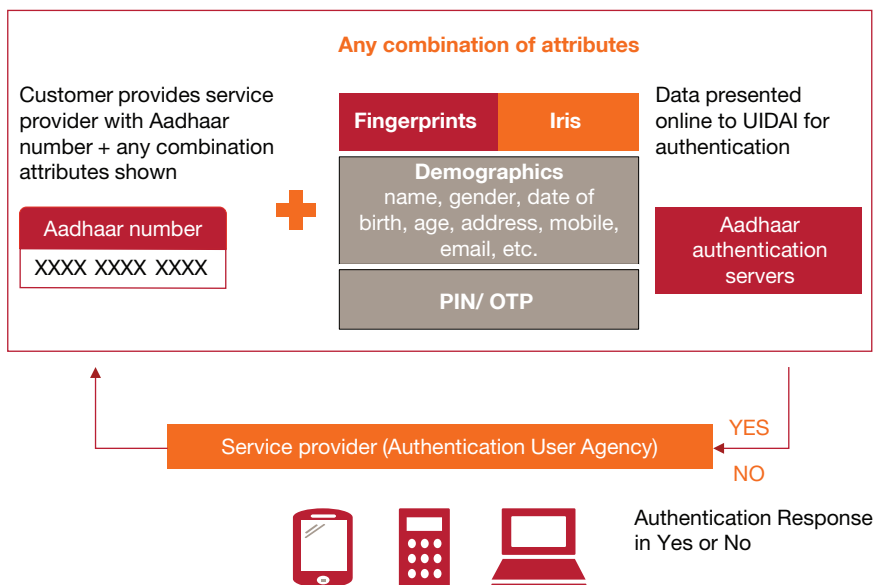 Any combination of attributes
Customer provides service
provider with Aadhaar
number + any combination
attributes shown
Aadhaar number
XXXX XXXX XXXX
Fingerprints
Iris
Demographics
name, gender, date of
birth, age, address, mobile,
email, etc.
PIN/ OTP
Data presented
online to UIDAI for
authentication
Aadhaar
authentication
servers
YES
Service provider (Authentication User Agency)
NO
Authentication Response
in Yes or No